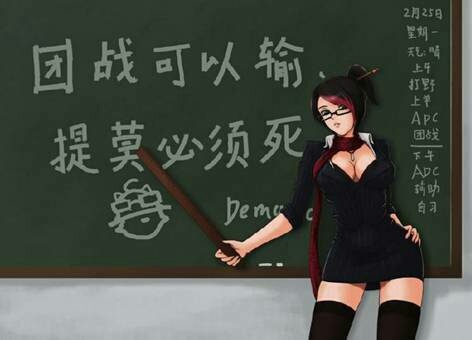 团战可以输、
提莫必须死
Dema
2月25日
星期一
天气:晴
上午
打野
上单
APC
团战
下午
ADC
辅助
自习